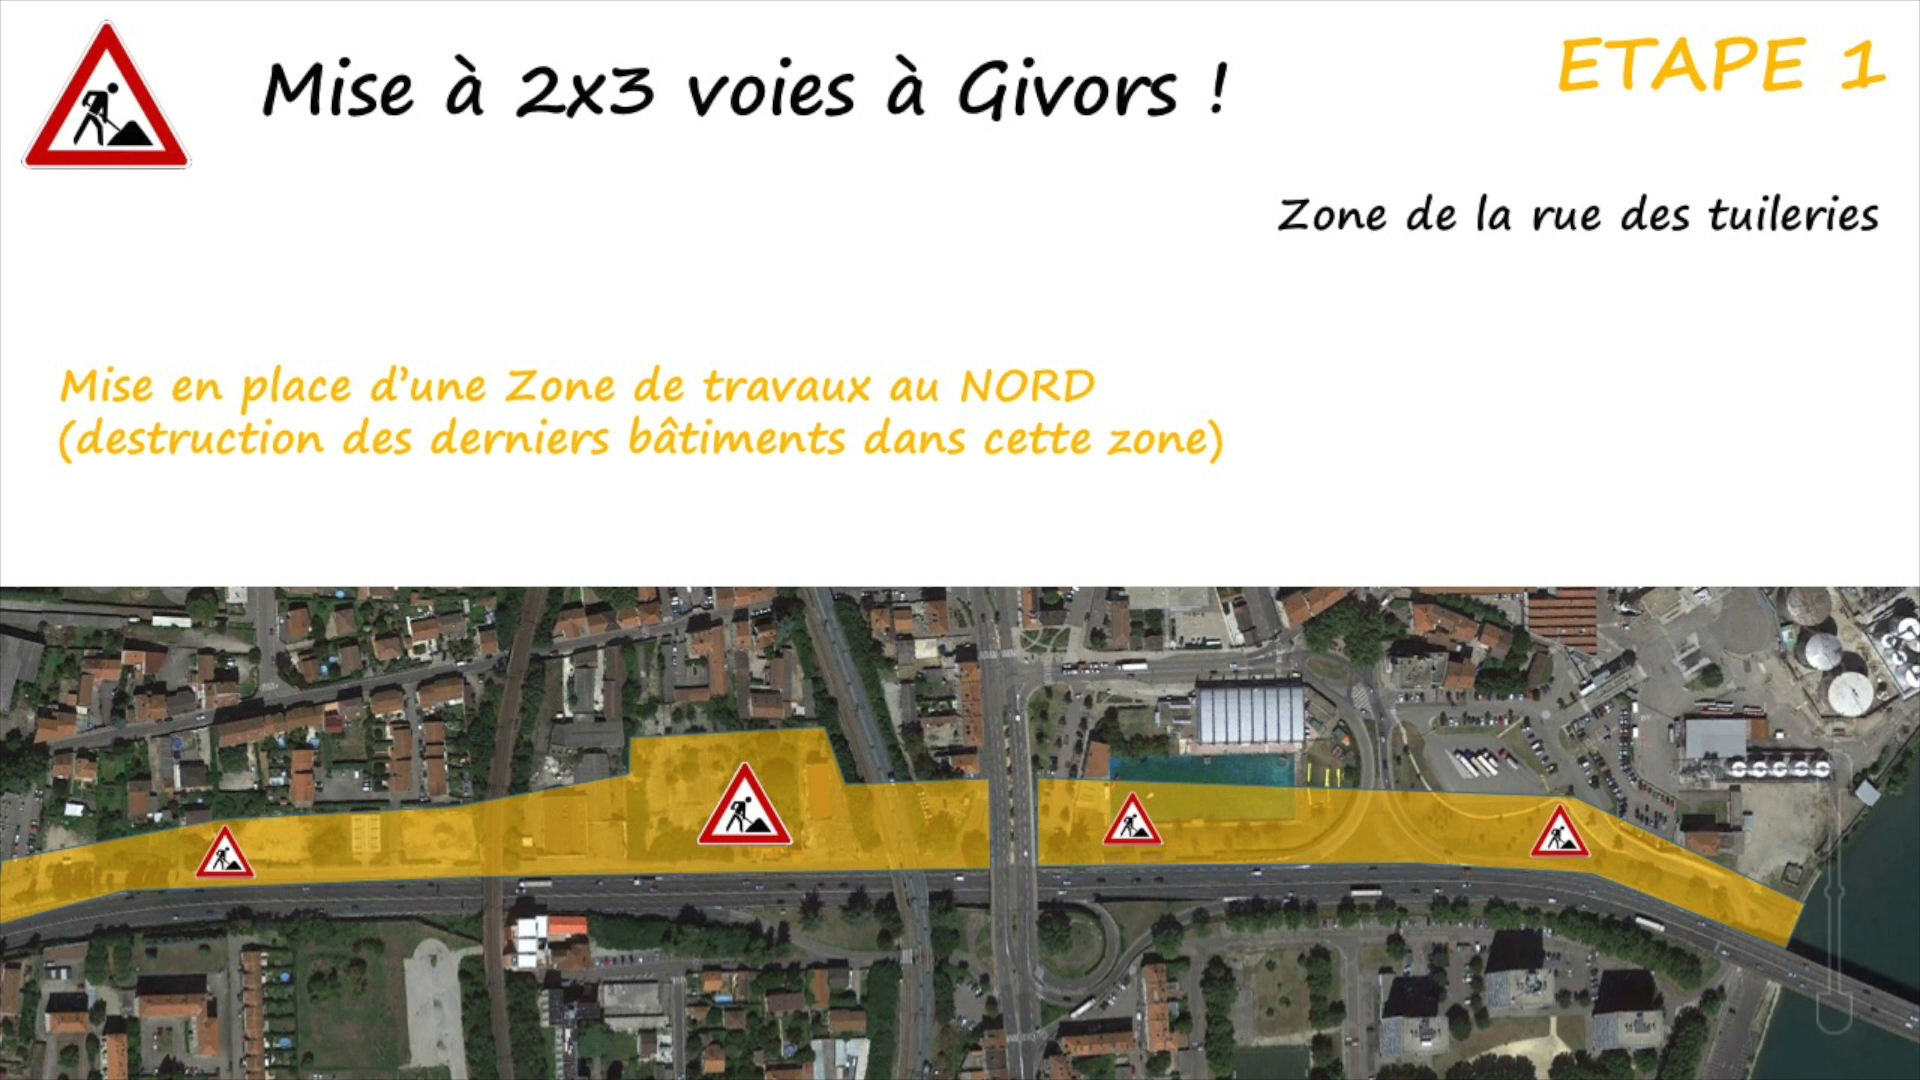 Mise à 2x3 voies à Givors !
ETAPE 1
Zone de la rue des tuileries
Mise en place d’une Zone de travaux au NORD
(destruction des derniers bâtiments dans cette zone)